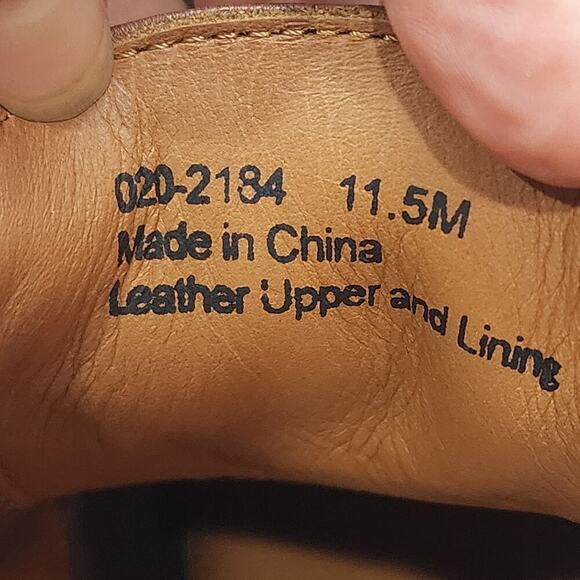 020-2184 11.5M
Made in China
Leather Upper and Lining